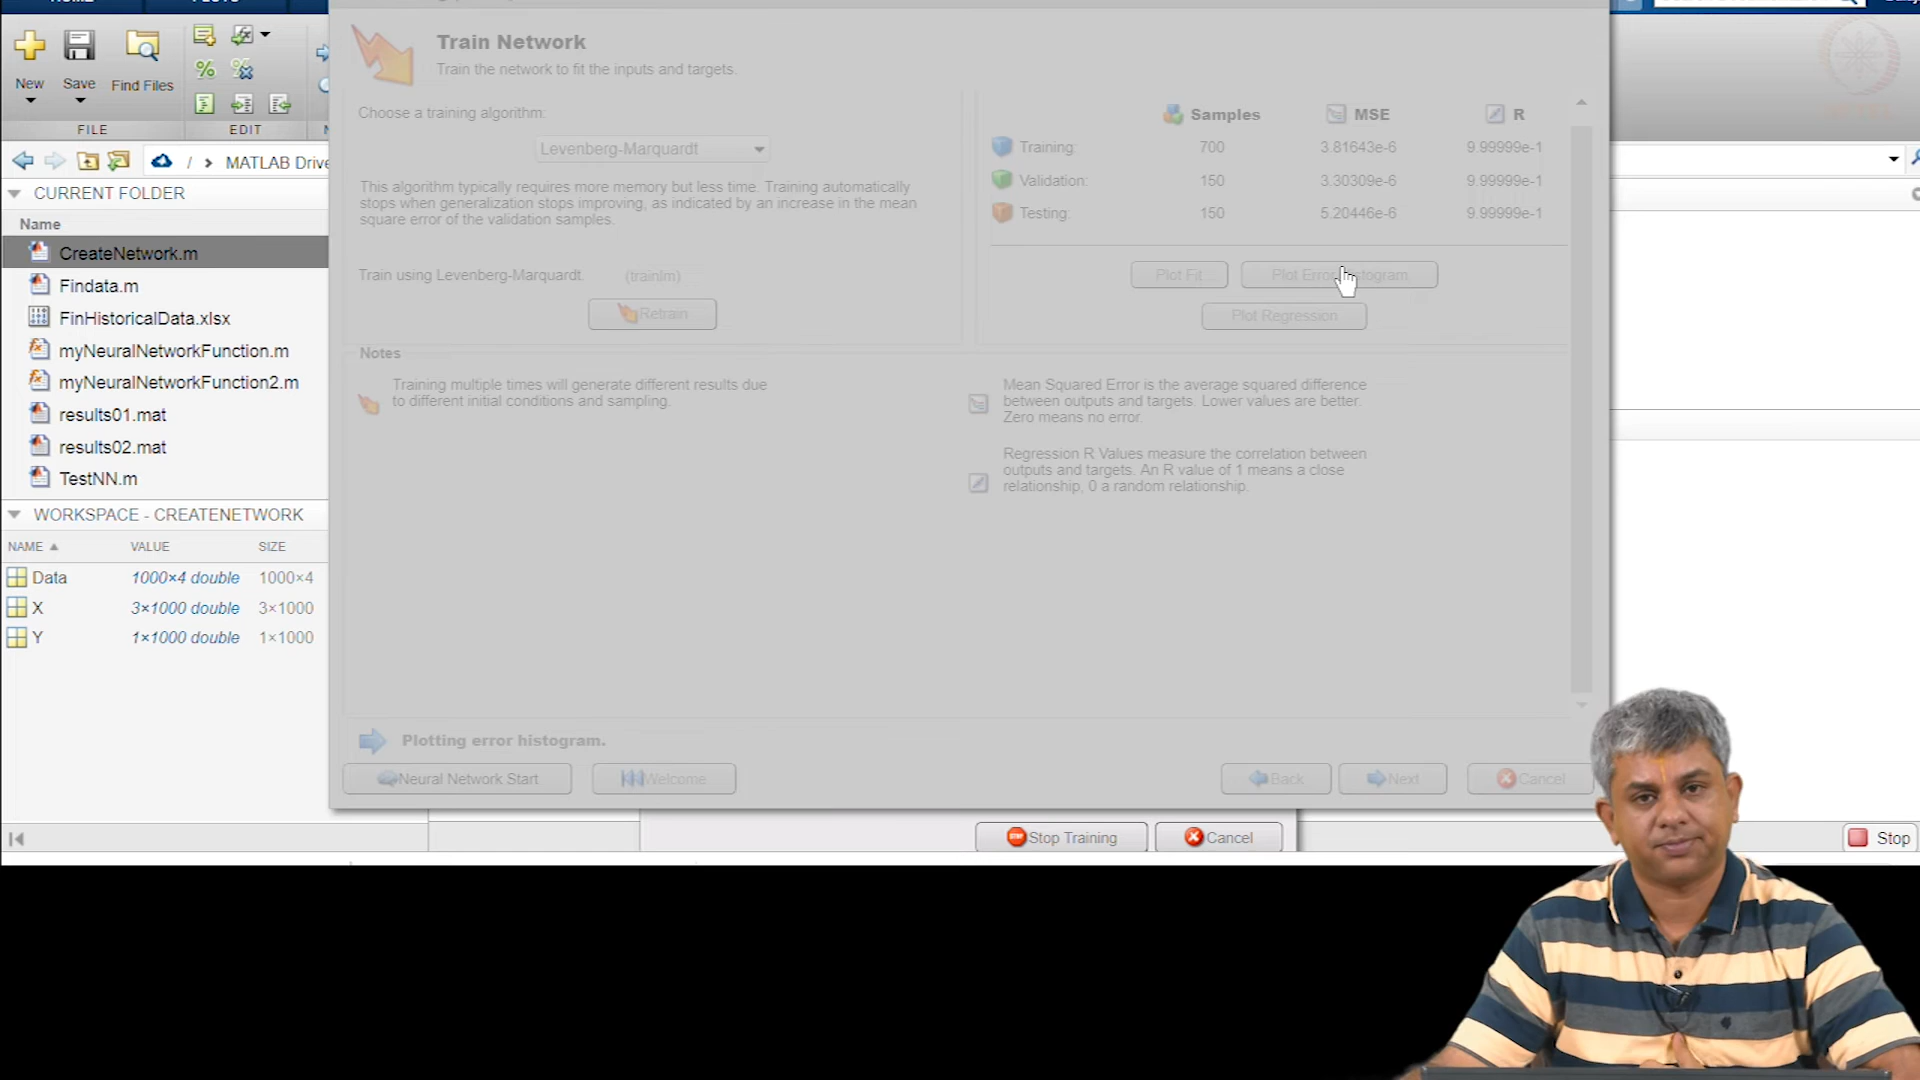 New
Save
Find Files
FILE
EDIT
/ > MATLAB Drive
CURRENT FOLDER
Name
CreateNetwork.m
Findata.m
FinHistoricalData.xlsx
myNeuralNetworkFunction.m
myNeuralNetworkFunction2.m
results01.mat
results02.mat
TestNN.m
WORKSPACE - CREATENETWORK
NAME VALUE SIZE
Data 1000×4 double 1000×4
X 3×1000 double 3×1000
Y 1×1000 double 1×1000
Train Network
Train the network to fit the inputs and targets.
Choose a training algorithm:
Levenberg-Marquardt
This algorithm typically requires more memory but less time. Training automatically
stops when generalization stops improving, as indicated by an increase in the mean
square error of the validation samples.
Train using Levenberg-Marquardt. (trainlm)
Retrain
Samples MSE R
Training: 700 3.81643e-6 9.99999e-1
Validation: 150 3.30309e-6 9.99999e-1
Testing: 150 5.20446e-6 9.99999e-1
Plot Fit
Plot Error Histogram
Plot Regression
Notes
Training multiple times will generate different results due
to different initial conditions and sampling.
Mean Squared Error is the average squared difference
between outputs and targets. Lower values are better.
Zero means no error.
Regression R Values measure the correlation between
outputs and targets. An R value of 1 means a close
relationship, 0 a random relationship.
Plotting error histogram.
Neural Network Start
Welcome
Back
Next
Cancel
Stop Training
Cancel
Stop